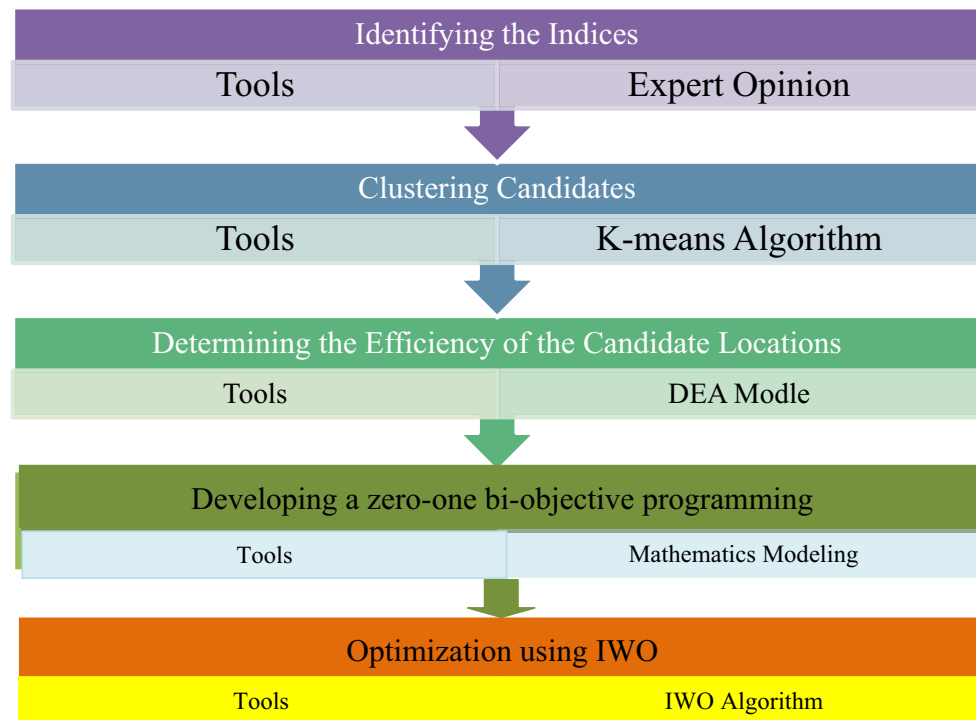 Identifying the Indices
Tools Expert Opinion
Clustering Candidates
Tools K-means Algorithm
Determining the Efficiency of the Candidate Locations
Tools DEA Modle
Developing a zero-one bi-objective programming
Tools Mathematics Modeling
Optimization using IWO
Tools IWO Algorithm